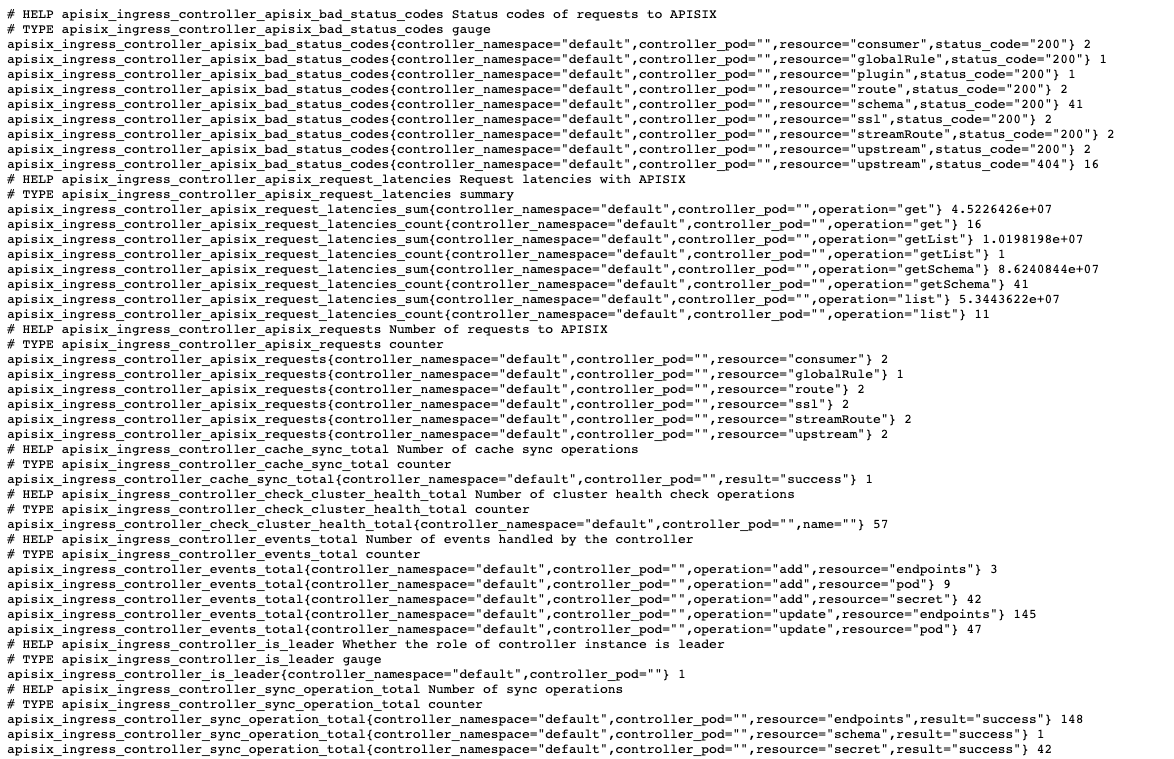 # HELP apisix_ingress_controller_apisix_bad_status_codes Status codes of requests to APISIX
# TYPE apisix_ingress_controller_apisix_bad_status_codes gauge
apisix_ingress_controller_apisix_bad_status_codes{controller_namespace="default",controller_pod="",resource="consumer",status_code="200"} 2
apisix_ingress_controller_apisix_bad_status_codes{controller_namespace="default",controller_pod="",resource="globalRule",status_code="200"} 1
apisix_ingress_controller_apisix_bad_status_codes{controller_namespace="default",controller_pod="",resource="plugin",status_code="200"} 1
apisix_ingress_controller_apisix_bad_status_codes{controller_namespace="default",controller_pod="",resource="route",status_code="200"} 2
apisix_ingress_controller_apisix_bad_status_codes{controller_namespace="default",controller_pod="",resource="schema",status_code="200"} 41
apisix_ingress_controller_apisix_bad_status_codes{controller_namespace="default",controller_pod="",resource="ssl",status_code="200"} 2
apisix_ingress_controller_apisix_bad_status_codes{controller_namespace="default",controller_pod="",resource="streamRoute",status_code="200"} 2
apisix_ingress_controller_apisix_bad_status_codes{controller_namespace="default",controller_pod="",resource="upstream",status_code="200"} 2
apisix_ingress_controller_apisix_bad_status_codes{controller_namespace="default",controller_pod="",resource="upstream",status_code="404"} 16
# HELP apisix_ingress_controller_apisix_request_latencies Request latencies with APISIX
# TYPE apisix_ingress_controller_apisix_request_latencies summary
apisix_ingress_controller_apisix_request_latencies_sum{controller_namespace="default",controller_pod="",operation="get"} 4.5226426e+07
apisix_ingress_controller_apisix_request_latencies_count{controller_namespace="default",controller_pod="",operation="get"} 16
apisix_ingress_controller_apisix_request_latencies_sum{controller_namespace="default",controller_pod="",operation="getList"} 1.0198198e+07
apisix_ingress_controller_apisix_request_latencies_count{controller_namespace="default",controller_pod="",operation="getList"} 1
apisix_ingress_controller_apisix_request_latencies_sum{controller_namespace="default",controller_pod="",operation="getSchema"} 8.6240844e+07
apisix_ingress_controller_apisix_request_latencies_count{controller_namespace="default",controller_pod="",operation="getSchema"} 41
apisix_ingress_controller_apisix_request_latencies_sum{controller_namespace="default",controller_pod="",operation="list"} 5.3443622e+07
apisix_ingress_controller_apisix_request_latencies_count{controller_namespace="default",controller_pod="",operation="list"} 11
# HELP apisix_ingress_controller_apisix_requests Number of requests to APISIX
# TYPE apisix_ingress_controller_apisix_requests counter
apisix_ingress_controller_apisix_requests{controller_namespace="default",controller_pod="",resource="consumer"} 2
apisix_ingress_controller_apisix_requests{controller_namespace="default",controller_pod="",resource="globalRule"} 1
apisix_ingress_controller_apisix_requests{controller_namespace="default",controller_pod="",resource="route"} 2
apisix_ingress_controller_apisix_requests{controller_namespace="default",controller_pod="",resource="ssl"} 2
apisix_ingress_controller_apisix_requests{controller_namespace="default",controller_pod="",resource="streamRoute"} 2
apisix_ingress_controller_apisix_requests{controller_namespace="default",controller_pod="",resource="upstream"} 2
# HELP apisix_ingress_controller_cache_sync_total Number of cache sync operations
# TYPE apisix_ingress_controller_cache_sync_total counter
apisix_ingress_controller_cache_sync_total{controller_namespace="default",controller_pod="",result="success"} 1
# HELP apisix_ingress_controller_check_cluster_health_total Number of cluster health check operations
# TYPE apisix_ingress_controller_check_cluster_health_total counter
apisix_ingress_controller_check_cluster_health_total{controller_namespace="default",controller_pod="",name=""} 57
# HELP apisix_ingress_controller_events_total Number of events handled by the controller
# TYPE apisix_ingress_controller_events_total counter
apisix_ingress_controller_events_total{controller_namespace="default",controller_pod="",operation="add",resource="endpoints"} 3
apisix_ingress_controller_events_total{controller_namespace="default",controller_pod="",operation="add",resource="pod"} 9
apisix_ingress_controller_events_total{controller_namespace="default",controller_pod="",operation="add",resource="secret"} 42
apisix_ingress_controller_events_total{controller_namespace="default",controller_pod="",operation="update",resource="endpoints"} 145
apisix_ingress_controller_events_total{controller_namespace="default",controller_pod="",operation="update",resource="pod"} 47
# HELP apisix_ingress_controller_is_leader Whether the role of controller instance is leader
# TYPE apisix_ingress_controller_is_leader gauge
apisix_ingress_controller_is_leader{controller_namespace="default",controller_pod=""} 1
# HELP apisix_ingress_controller_sync_operation_total Number of sync operations
# TYPE apisix_ingress_controller_sync_operation_total counter
apisix_ingress_controller_sync_operation_total{controller_namespace="default",controller_pod="",resource="endpoints",result="success"} 148
apisix_ingress_controller_sync_operation_total{controller_namespace="default",controller_pod="",resource="schema",result="success"} 1
apisix_ingress_controller_sync_operation_total{controller_namespace="default",controller_pod="",resource="secret",result="success"} 42